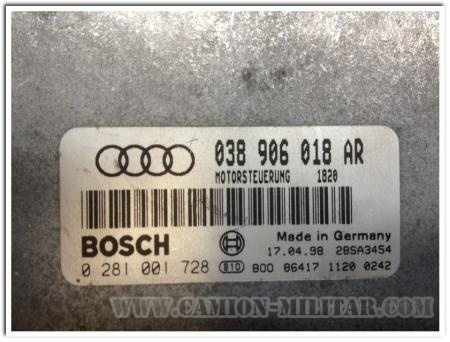 038 906 018 AR
MOTORSTEUERUNG 1820
BOSCH
Made in Germany
17.04.98 28SA3454
0 281 001 728 810 B00 86417 1120 0242
WWW.CAMION-MILITAR.COM